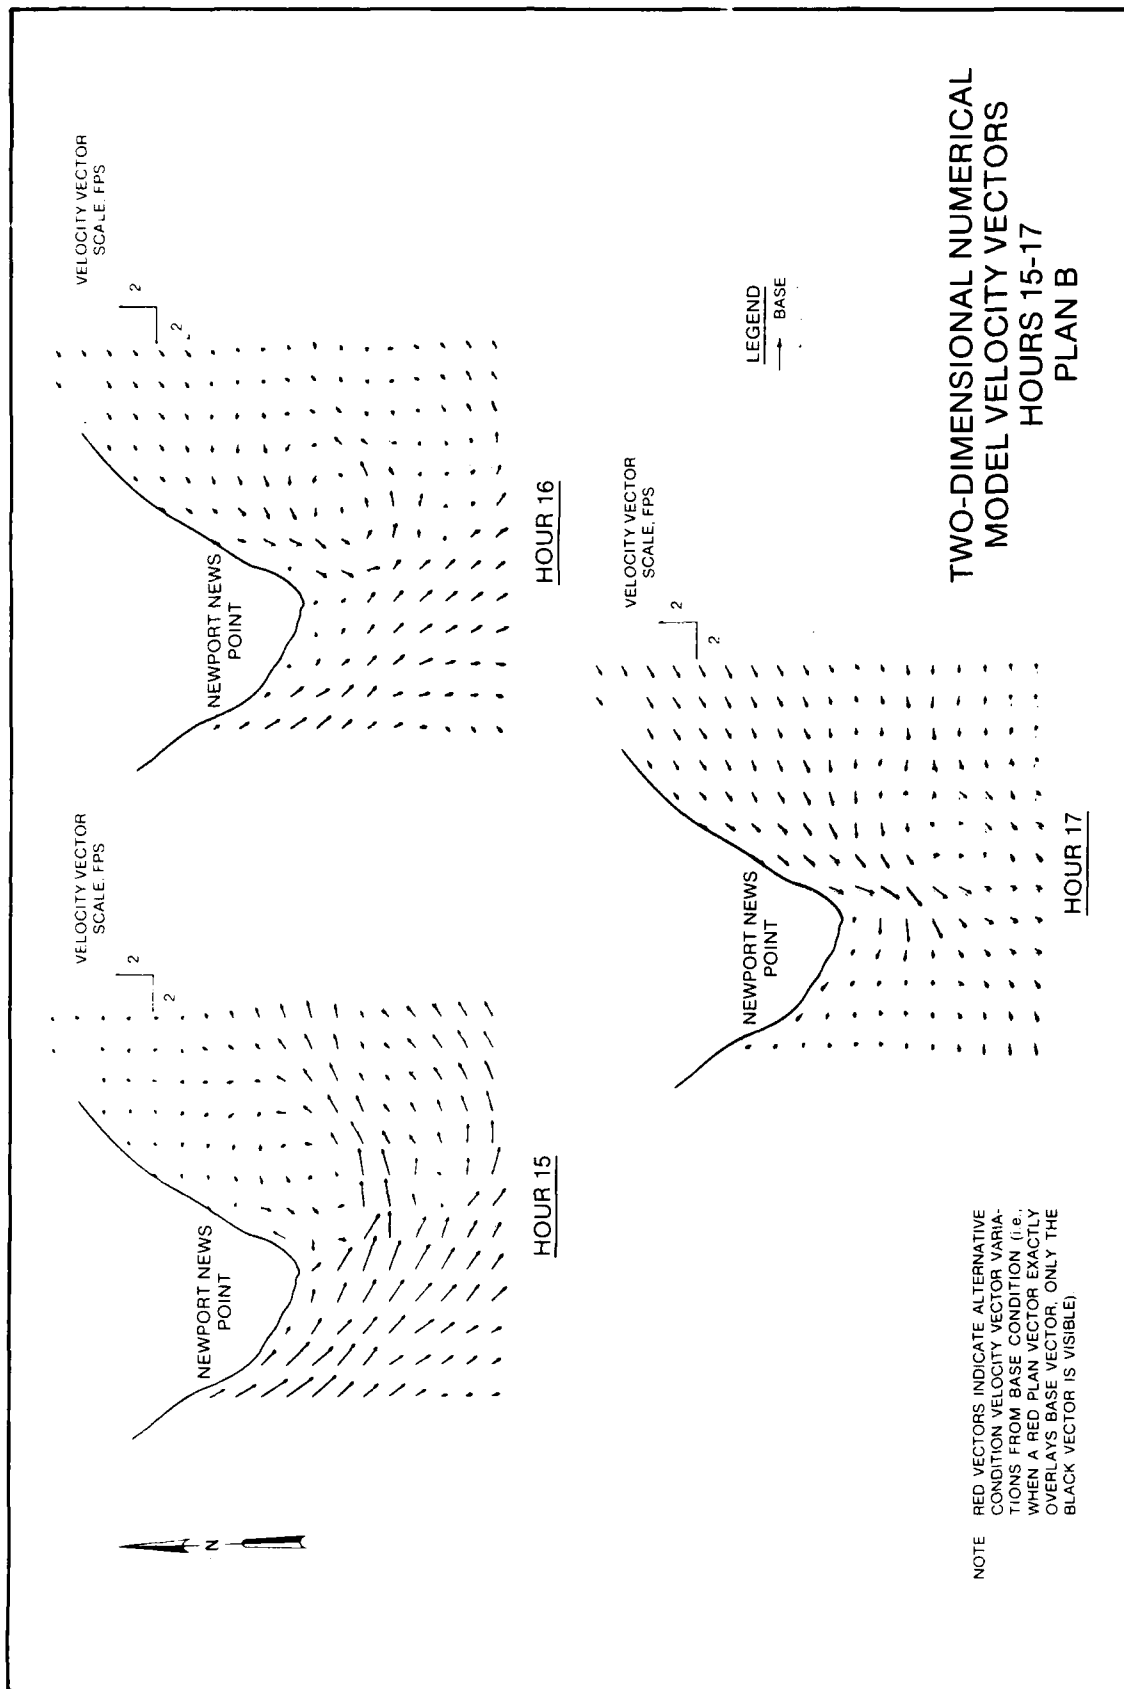 VELOCITY VECTOR
SCALE, FPS
2
2
NEWPORT NEWS
POINT
HOUR 15
VELOCITY VECTOR
SCALE, FPS
2
2
NEWPORT NEWS
POINT
HOUR 16
VELOCITY VECTOR
SCALE, FPS
2
2
NEWPORT NEWS
POINT
HOUR 17
N
LEGEND
BASE
NOTE RED VECTORS INDICATE ALTERNATIVE
CONDITION VELOCITY VECTOR VARIA-
TIONS FROM BASE CONDITION (i.e.,
WHEN A RED PLAN VECTOR EXACTLY
OVERLAYS BASE VECTOR, ONLY THE
BLACK VECTOR IS VISIBLE).
TWO-DIMENSIONAL NUMERICAL
MODEL VELOCITY VECTORS
HOURS 15-17
PLAN B